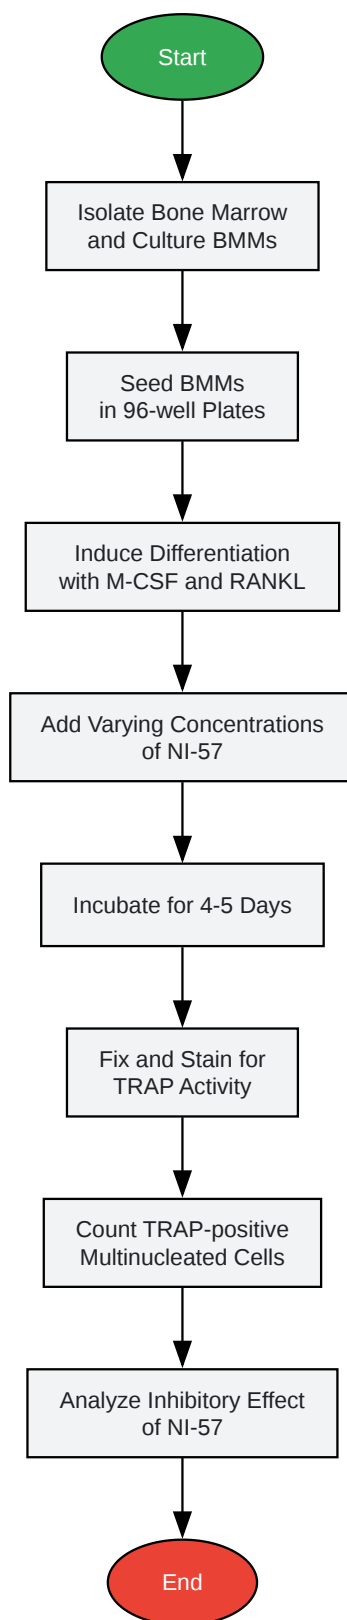 Start
Isolate Bone Marrow
and Culture BMMs
Seed BMMs
in 96-well Plates
Induce Differentiation
with M-CSF and RANKL
Add Varying Concentrations
of NI-57
Incubate for 4-5 Days
Fix and Stain for
TRAP Activity
Count TRAP-positive
Multinucleated Cells
Analyze Inhibitory Effect
of NI-57
End